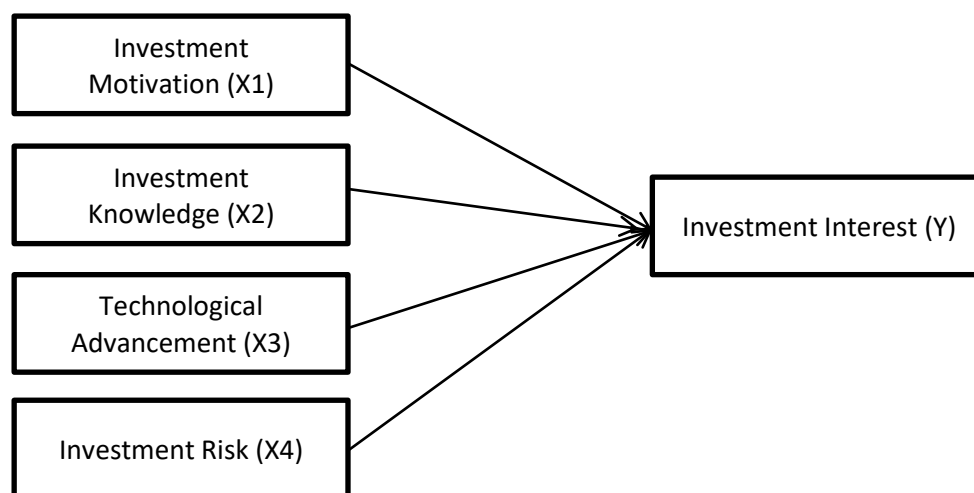 Investment
Motivation (X1)
Investment
Knowledge (X2)
Investment Interest (Y)
Technological
Advancement (X3)
Investment Risk (X4)